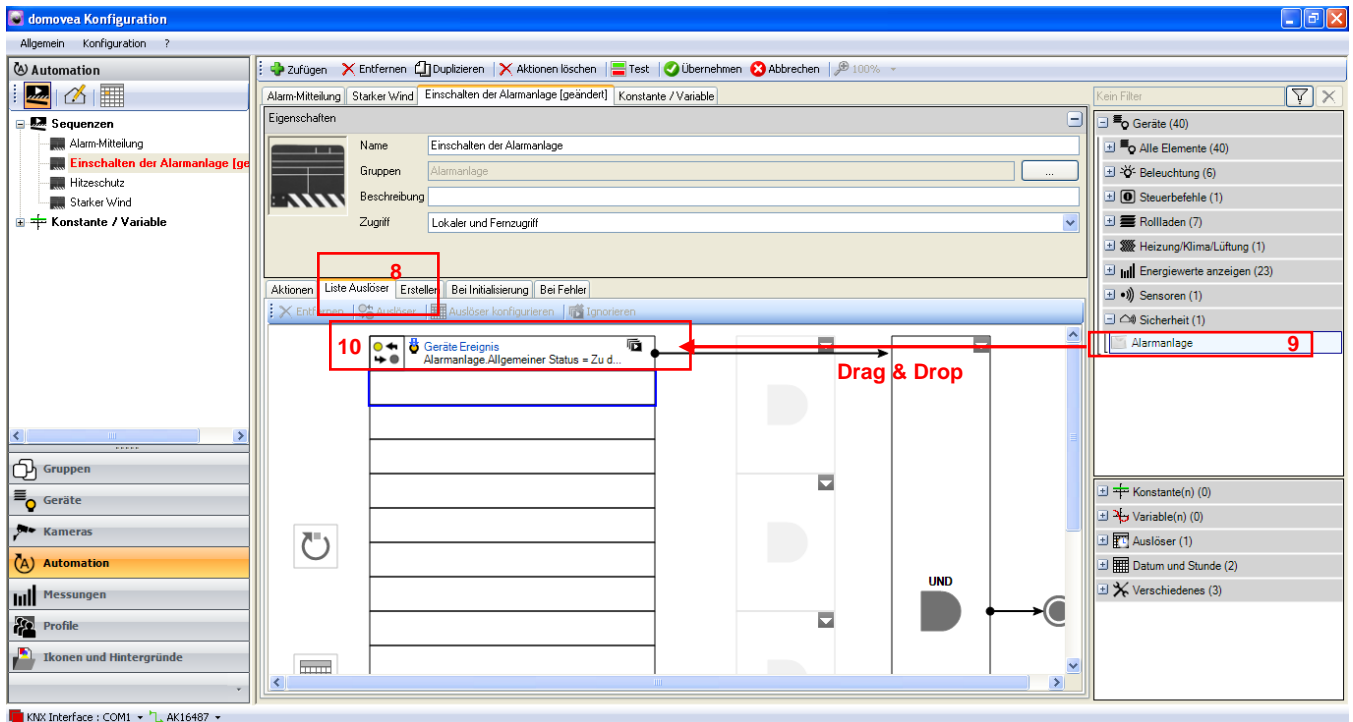 domovea Konfiguration
Allgemein Konfiguration ?
Automation
Sequenzen
Alarm-Mitteilung
Einschalten der Alarmanlage [ge
Hitzeschutz
Starker Wind
Konstante / Variable
Gruppen
Geräte
Kameras
Automation
Messungen
Profile
Ikonen und Hintergründe
Zufügen Entfernen Duplizieren Aktionen löschen Test Übernehmen Abbrechen 100%
Alarm-Mitteilung Starker Wind Einschalten der Alarmanlage [geändert] Konstante / Variable
Eigenschaften
Name Einschalten der Alarmanlage
Gruppen Alarmanlage ...
Beschreibung
Zugriff Lokaler und Fernzugriff
8
Aktionen Liste Auslöser Erstellen Bei Initialisierung Bei Fehler
Entfernen Auslöser Auslöser konfigurieren Ignorieren
10
Geräte Ereignis
Alarmanlage.Allgemeiner Status = Zu d...
Drag & Drop
UND
Kein Filter
Geräte (40)
Alle Elemente (40)
Beleuchtung (6)
Steuerbefehle (1)
Rollladen (7)
Heizung/Klima/Lüftung (1)
Energiewerte anzeigen (23)
Sensoren (1)
Sicherheit (1)
Alarmanlage 9
Konstante(n) (0)
Variable(n) (0)
Auslöser (1)
Datum und Stunde (2)
Verschiedenes (3)
KNX Interface : COM1 AK16487